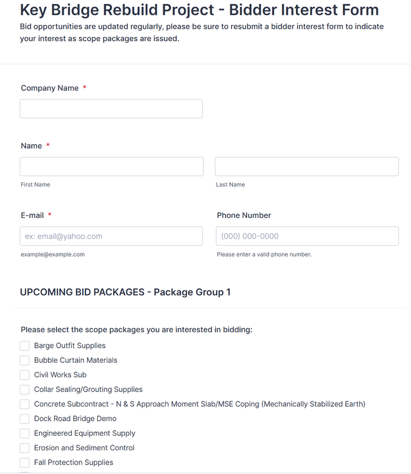 Key Bridge Rebuild Project - Bidder Interest Form
Bid opportunities are updated regularly, please be sure to resubmit a bidder interest form to indicate
your interest as scope packages are issued.
Company Name *
Name *
First Name
Last Name
E-mail *
Phone Number
ex: email@yahoo.com
(000) 000-0000
example@example.com
Please enter a valid phone number.
UPCOMING BID PACKAGES - Package Group 1
Please select the scope packages you are interested in bidding:
Barge Outfit Supplies
Bubble Curtain Materials
Civil Works Sub
Collar Sealing/Grouting Supplies
Concrete Subcontract - N & S Approach Moment Slab/MSE Coping (Mechanically Stabilized Earth)
Dock Road Bridge Demo
Engineered Equipment Supply
Erosion and Sediment Control
Fall Protection Supplies